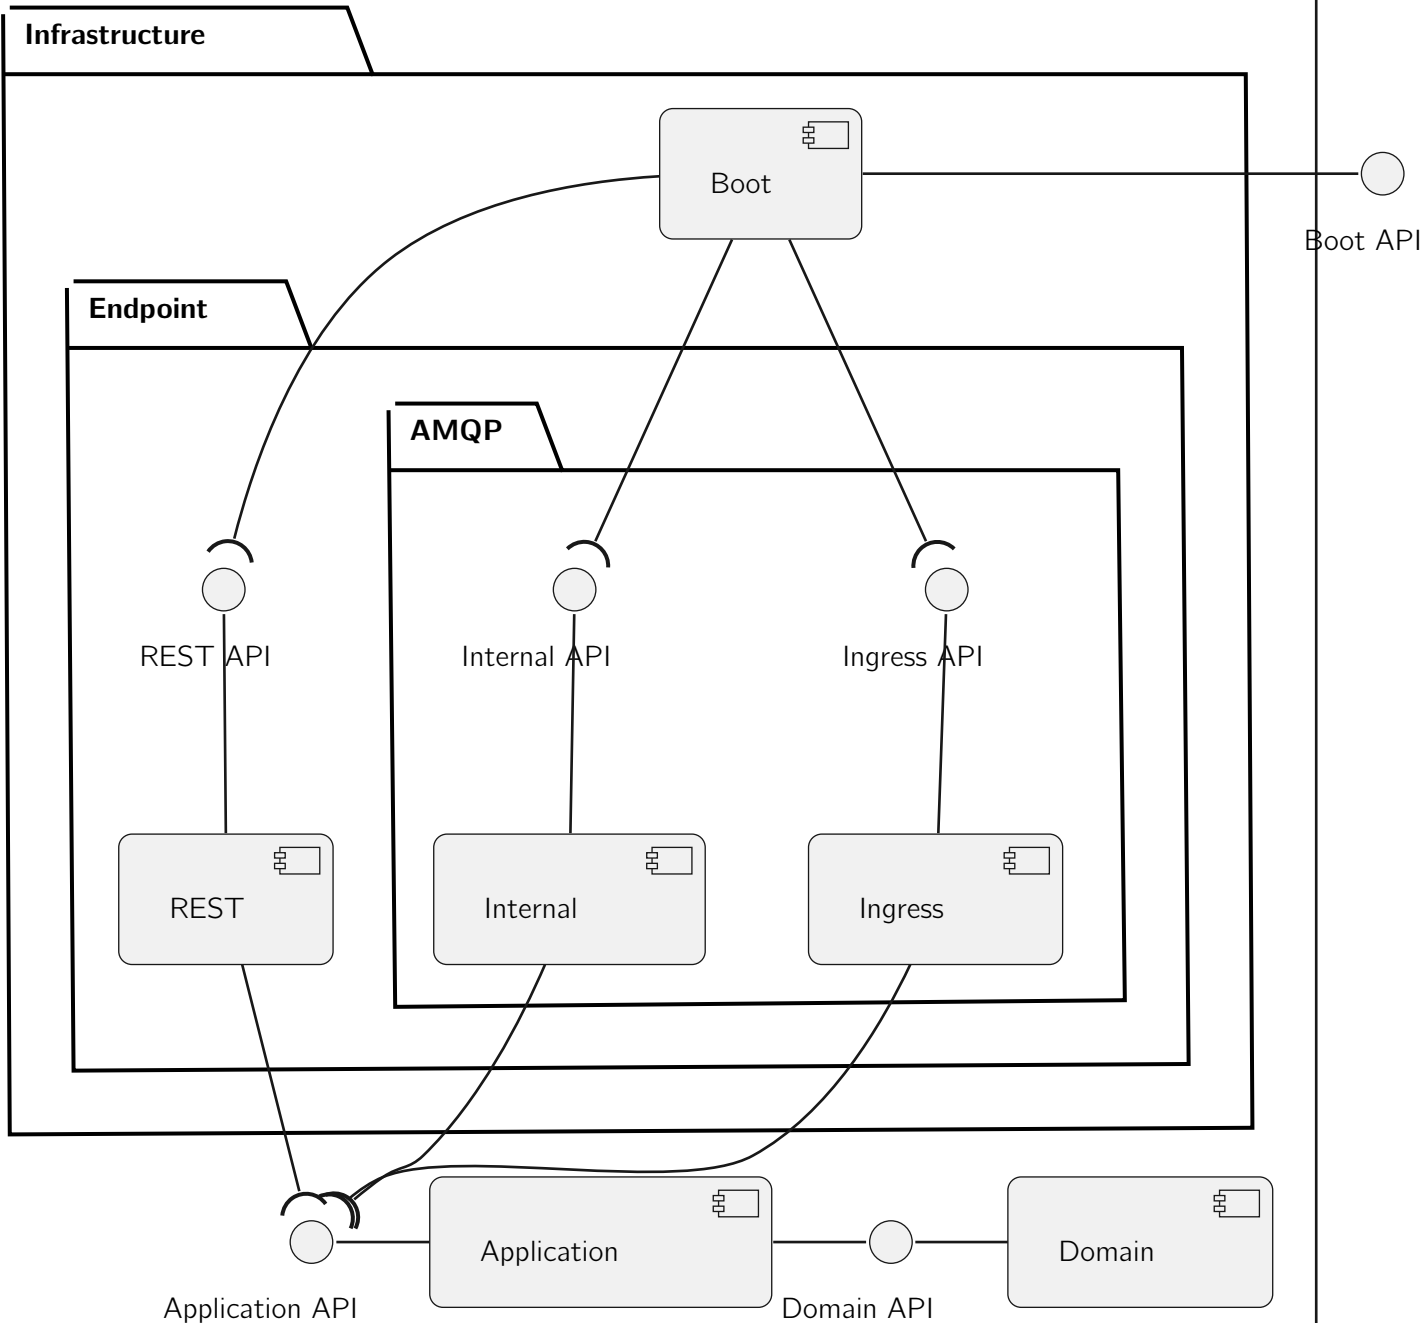 Infrastructure
Boot
Boot API
Endpoint
AMQP
REST API
Internal API
Ingress API
REST
Internal
Ingress
Application
Domain
Application API
Domain API